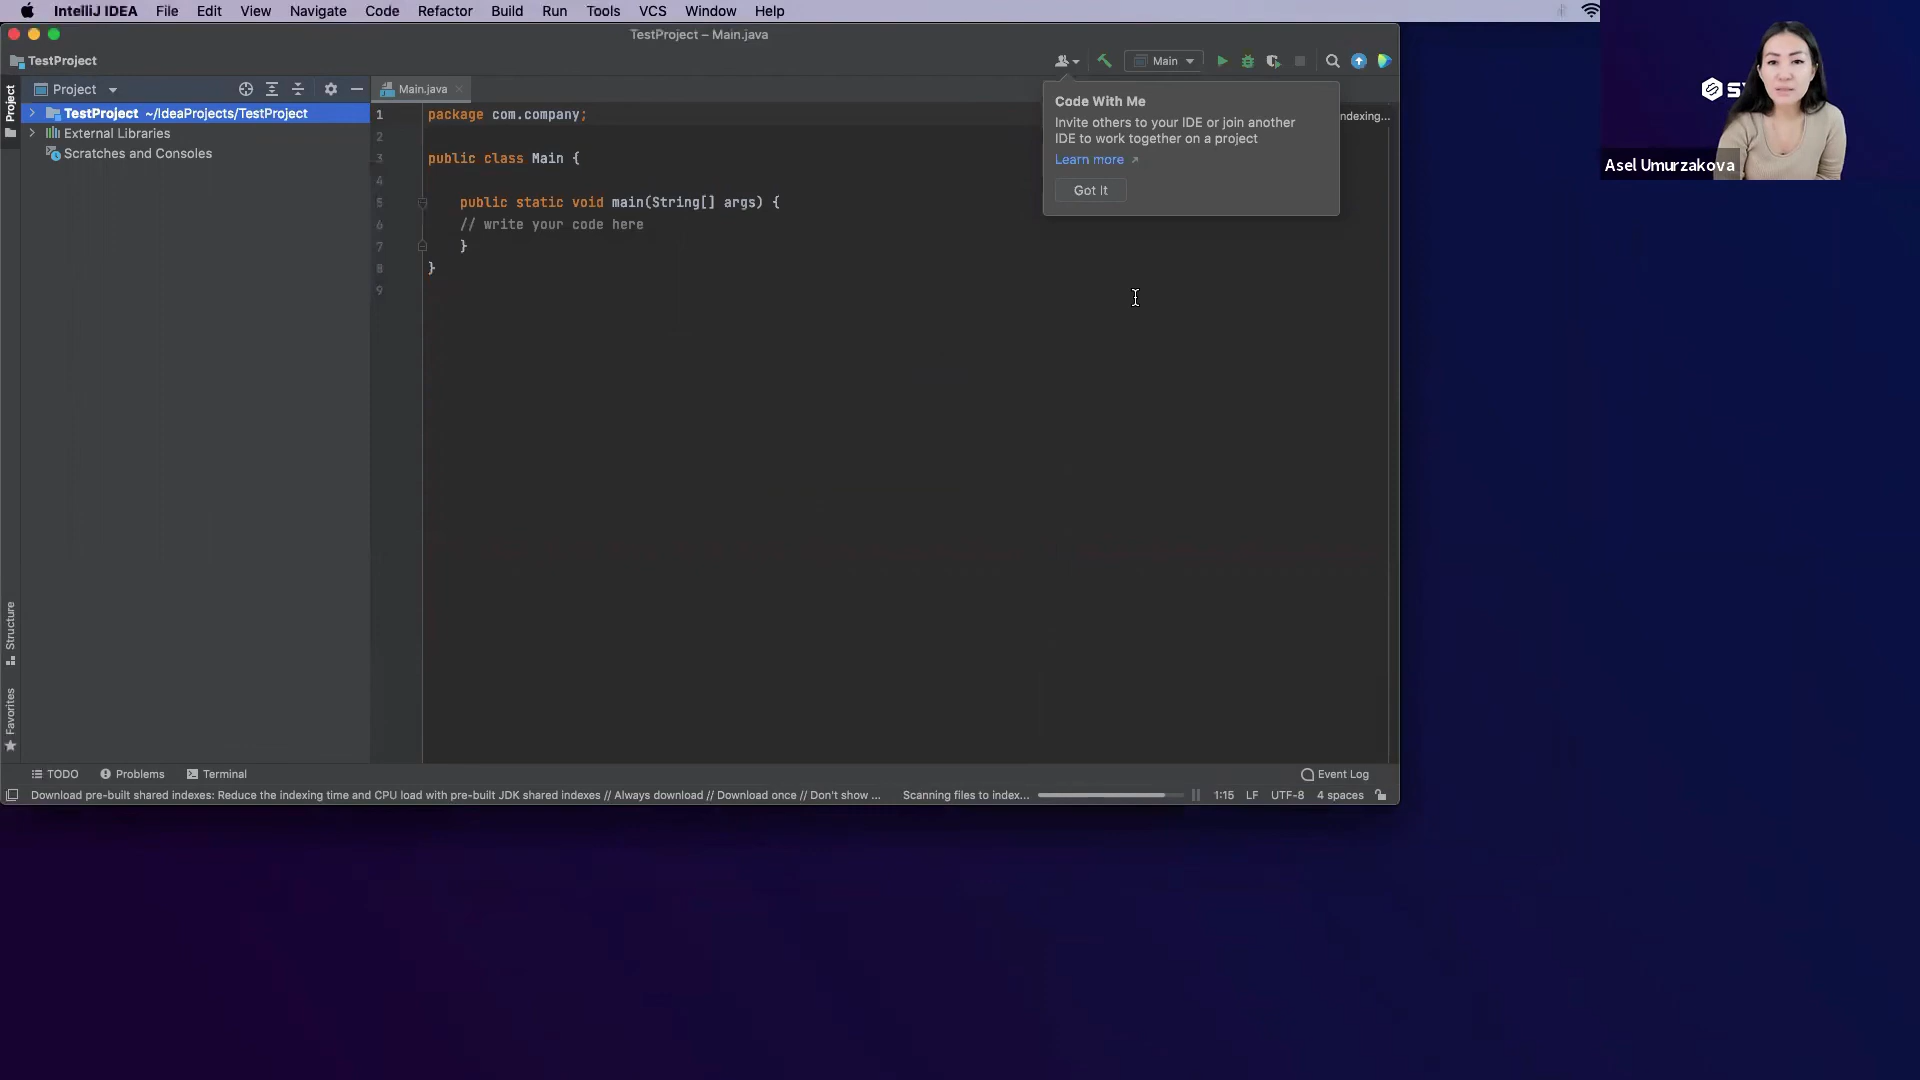 IntelliJ IDEA File Edit View Navigate Code Refactor Build Run Tools VCS Window Help
TestProject – Main.java
TestProject
Main
Project
Project
Main.java
TestProject ~/IdeaProjects/TestProject
External Libraries
Scratches and Consoles
1 package com.company;
2
3 public class Main {
4
5 public static void main(String[] args) {
6 // write your code here
7 }
8 }
9
Code With Me
Invite others to your IDE or join another
IDE to work together on a project
Learn more
Got It
ndexing...
Asel Umurzakova
Structure
Favorites
TODO Problems Terminal Event Log
Download pre-built shared indexes: Reduce the indexing time and CPU load with pre-built JDK shared indexes // Always download // Download once // Don't show ... Scanning files to index... 1:15 LF UTF-8 4 spaces